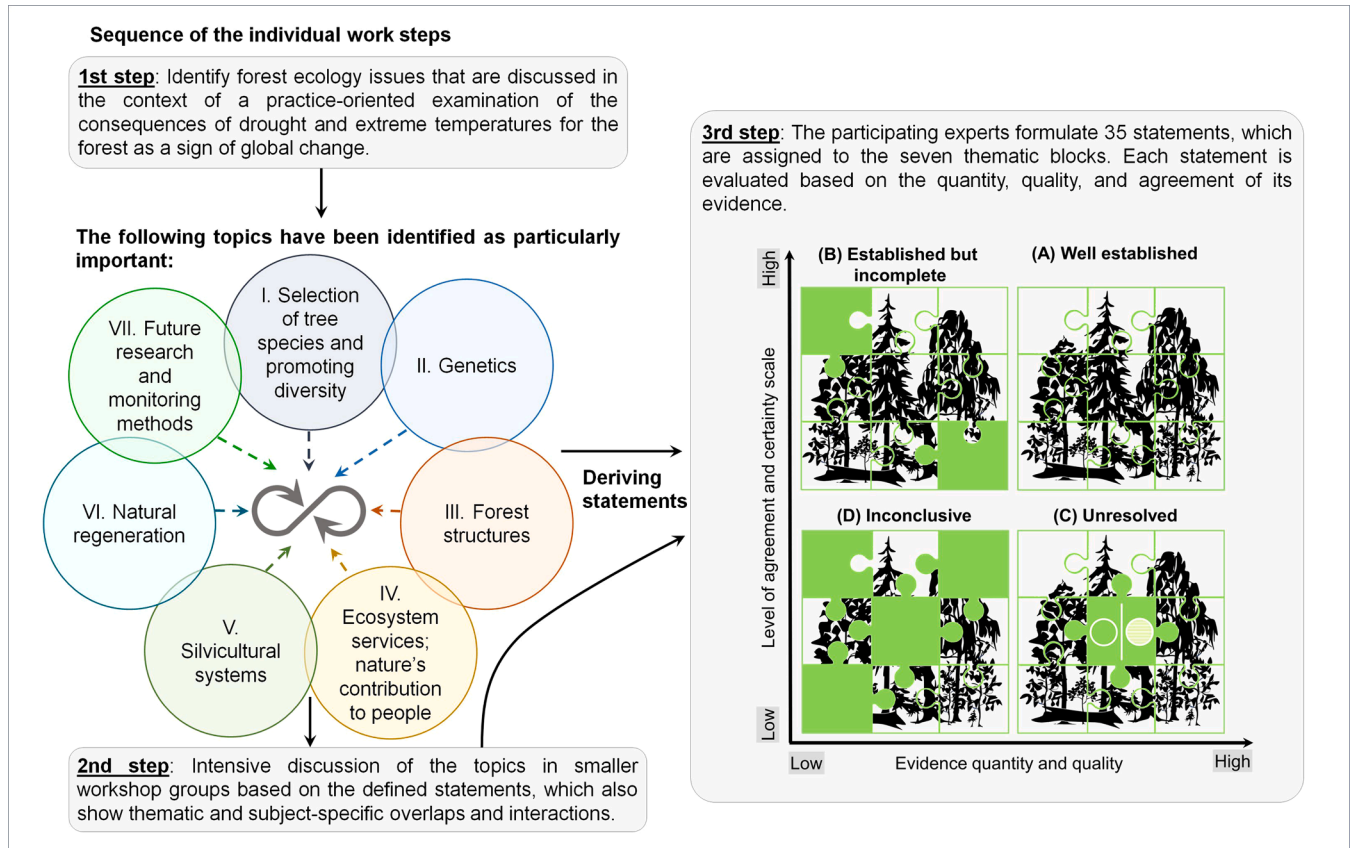 Sequence of the individual work steps
1st step: Identify forest ecology issues that are discussed in
the context of a practice-oriented examination of the
consequences of drought and extreme temperatures for the
forest as a sign of global change.
The following topics have been identified as particularly
important:
I. Selection
of tree
species and
promoting
diversity
II. Genetics
III. Forest
structures
IV.
Ecosystem
services;
nature’s
contribution
to people
V.
Silvicultural
systems
VI. Natural
regeneration
VII. Future
research
and
monitoring
methods
Deriving
statements
2nd step: Intensive discussion of the topics in smaller
workshop groups based on the defined statements, which also
show thematic and subject-specific overlaps and interactions.
3rd step: The participating experts formulate 35 statements, which
are assigned to the seven thematic blocks. Each statement is
evaluated based on the quantity, quality, and agreement of its
evidence.
Level of agreement and certainty scale
High
Low
(B) Established but
incomplete
(A) Well established
(D) Inconclusive
(C) Unresolved
Low
Evidence quantity and quality
High